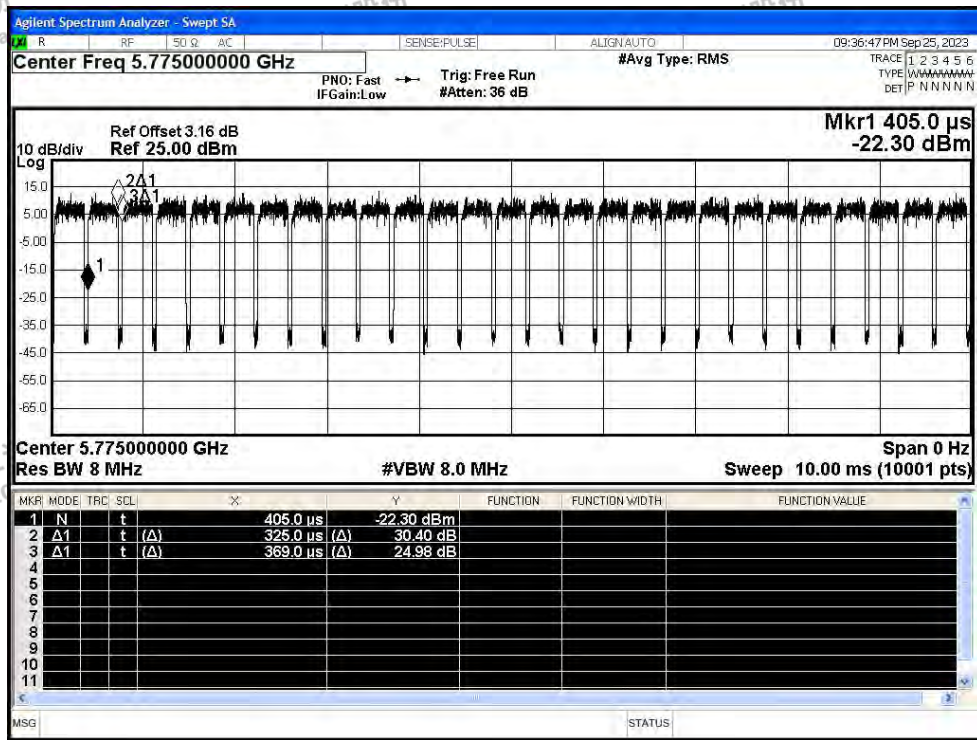 Agilent Spectrum Analyzer - Swept SA
LXI R RF 50 Ω AC SENSE:PULSE ALIGN AUTO 09:36:47 PM Sep 25, 2023
Center Freq 5.775000000 GHz #Avg Type: RMS TRACE 1 2 3 4 5 6
PNO: Fast Trig: Free Run TYPE WWWWWW
IFGain:Low #Atten: 36 dB DET P N N N N N
Mkr1 405.0 µs
Ref Offset 3.16 dB
10 dB/div Ref 25.00 dBm -22.30 dBm
Log
15.0
5.00
-5.00
-15.0
-25.0
-35.0
-45.0
-55.0
-65.0
2Δ1
3Δ1
1
Center 5.775000000 GHz Span 0 Hz
Res BW 8 MHz #VBW 8.0 MHz Sweep 10.00 ms (10001 pts)
MKR MODE TRC SCL X Y FUNCTION FUNCTION WIDTH FUNCTION VALUE
1 N t 405.0 µs -22.30 dBm
2 Δ1 t (Δ) 325.0 µs (Δ) 30.40 dB
3 Δ1 t (Δ) 369.0 µs (Δ) 24.98 dB
4
5
6
7
8
9
10
11
MSG STATUS